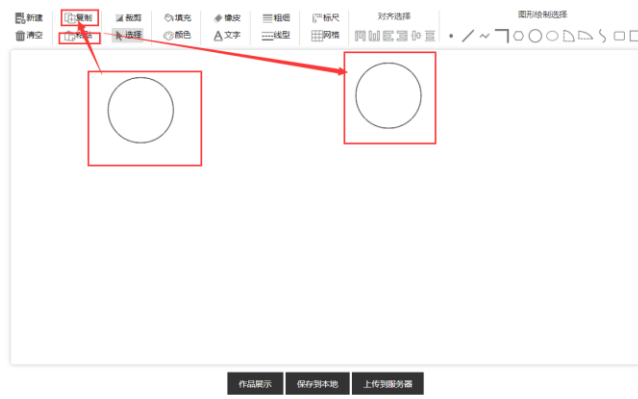 新建 复制 裁剪 填充 橡皮 粗细 标尺 对齐选择 图形绘制选择
清空 粘贴 选择 颜色 A文字 线型 网格
作品展示 保存到本地 上传到服务器